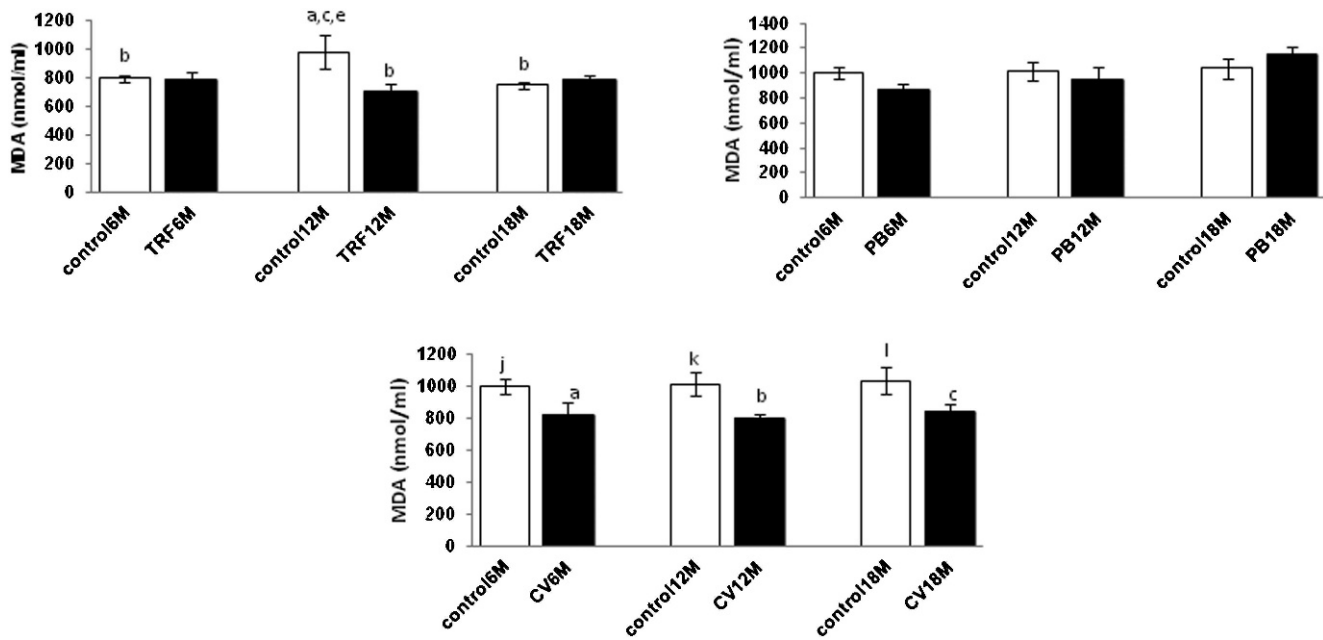 MDA (nmol/ml)
1200
1000
800
600
400
200
0
b
a,c,e
b
b
control6M
TRF6M
control12M
TRF12M
control18M
TRF18M
MDA (nmol/ml)
1400
1200
1000
800
600
400
200
0
control6M
PB6M
control12M
PB12M
control18M
PB18M
MDA (nmol/ml)
1200
1000
800
600
400
200
0
j
a
k
b
l
c
control6M
CV6M
control12M
CV12M
control18M
CV18M